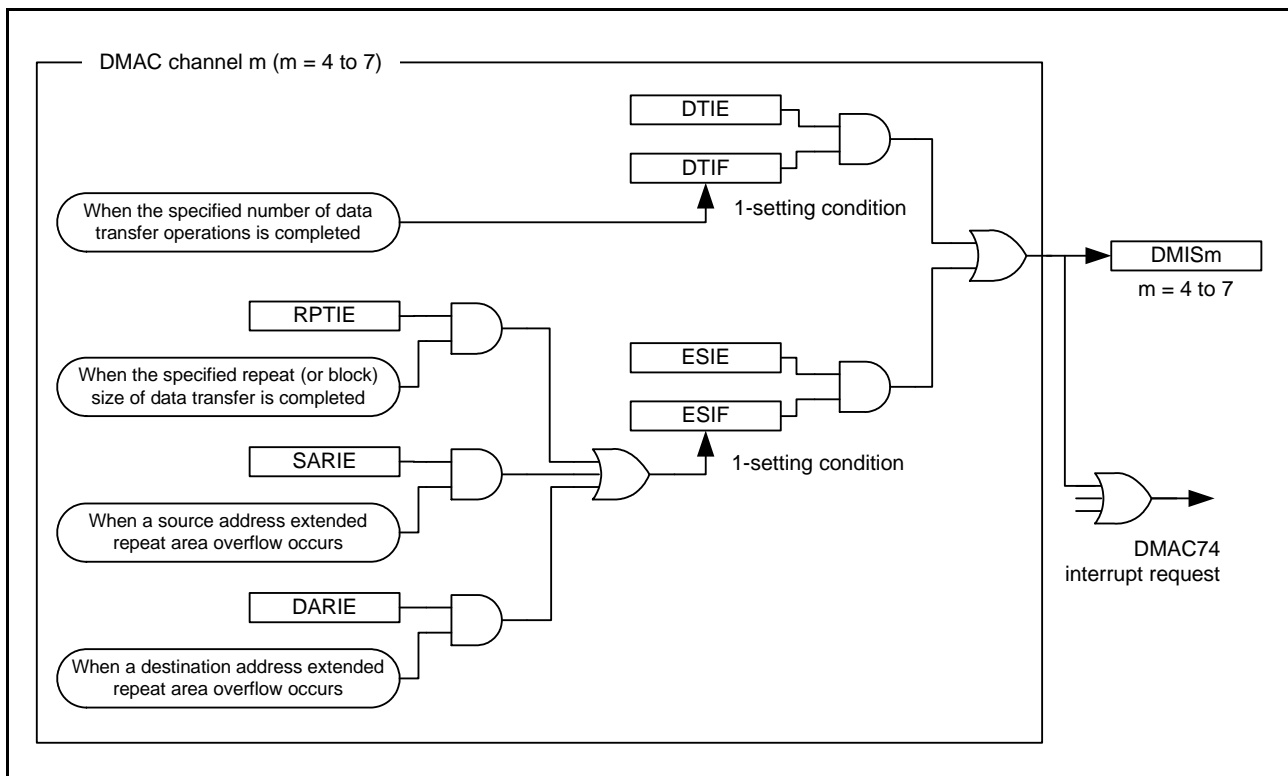 DMAC channel m (m = 4 to 7)
DTIE
DTIF
1-setting condition
When the specified number of data
transfer operations is completed
DMISm
m = 4 to 7
RPTIE
When the specified repeat (or block)
size of data transfer is completed
ESIE
ESIF
1-setting condition
SARIE
When a source address extended
repeat area overflow occurs
DMAC74
interrupt request
DARIE
When a destination address extended
repeat area overflow occurs